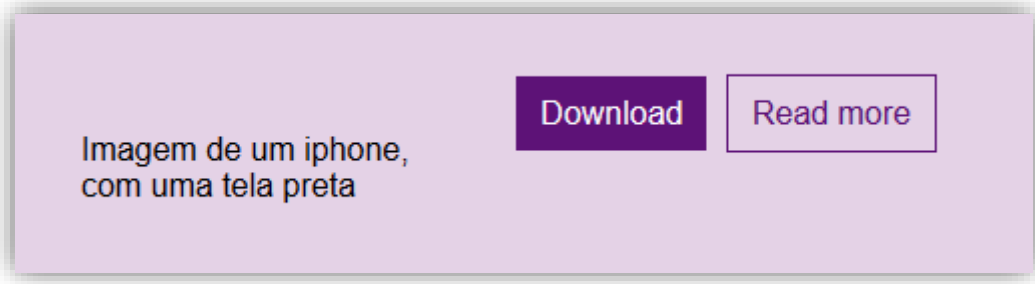 Download
Read more
Imagem de um iphone,
com uma tela preta